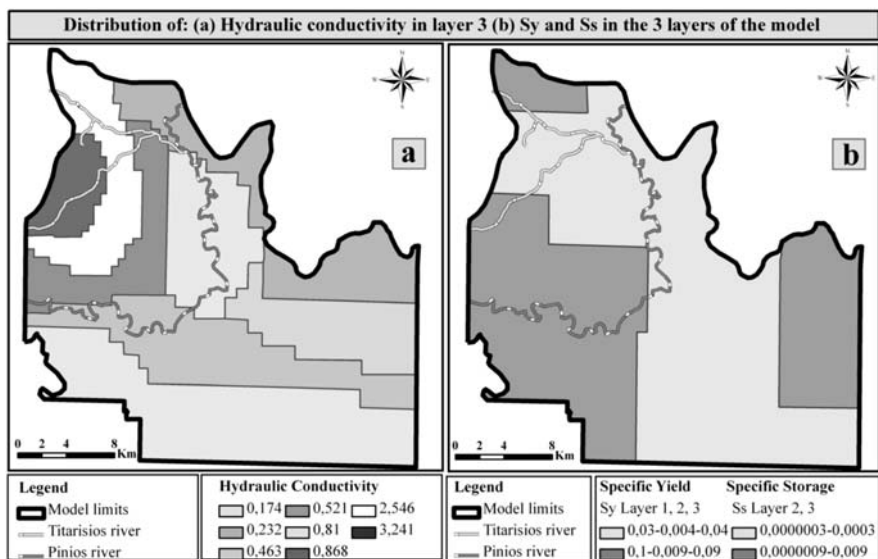 Distribution of: (a) Hydraulic conductivity in layer 3 (b) Sy and Ss in the 3 layers of the model
N
W E
S
a
0 2 4 8
Km
N
W E
S
b
0 2 4 8
Km
Legend
Model limits
Titarisios river
Pinios river
Hydraulic Conductivity
0,174 0,521 2,546
0,232 0,81 3,241
0,463 0,868
Legend
Model limits
Titarisios river
Pinios river
Specific Yield Specific Storage
Sy Layer 1, 2, 3 Ss Layer 2, 3
0,03-0,004-0,04 0,0000003-0,0003
0,1-0,009-0,09 0,0000009-0,009